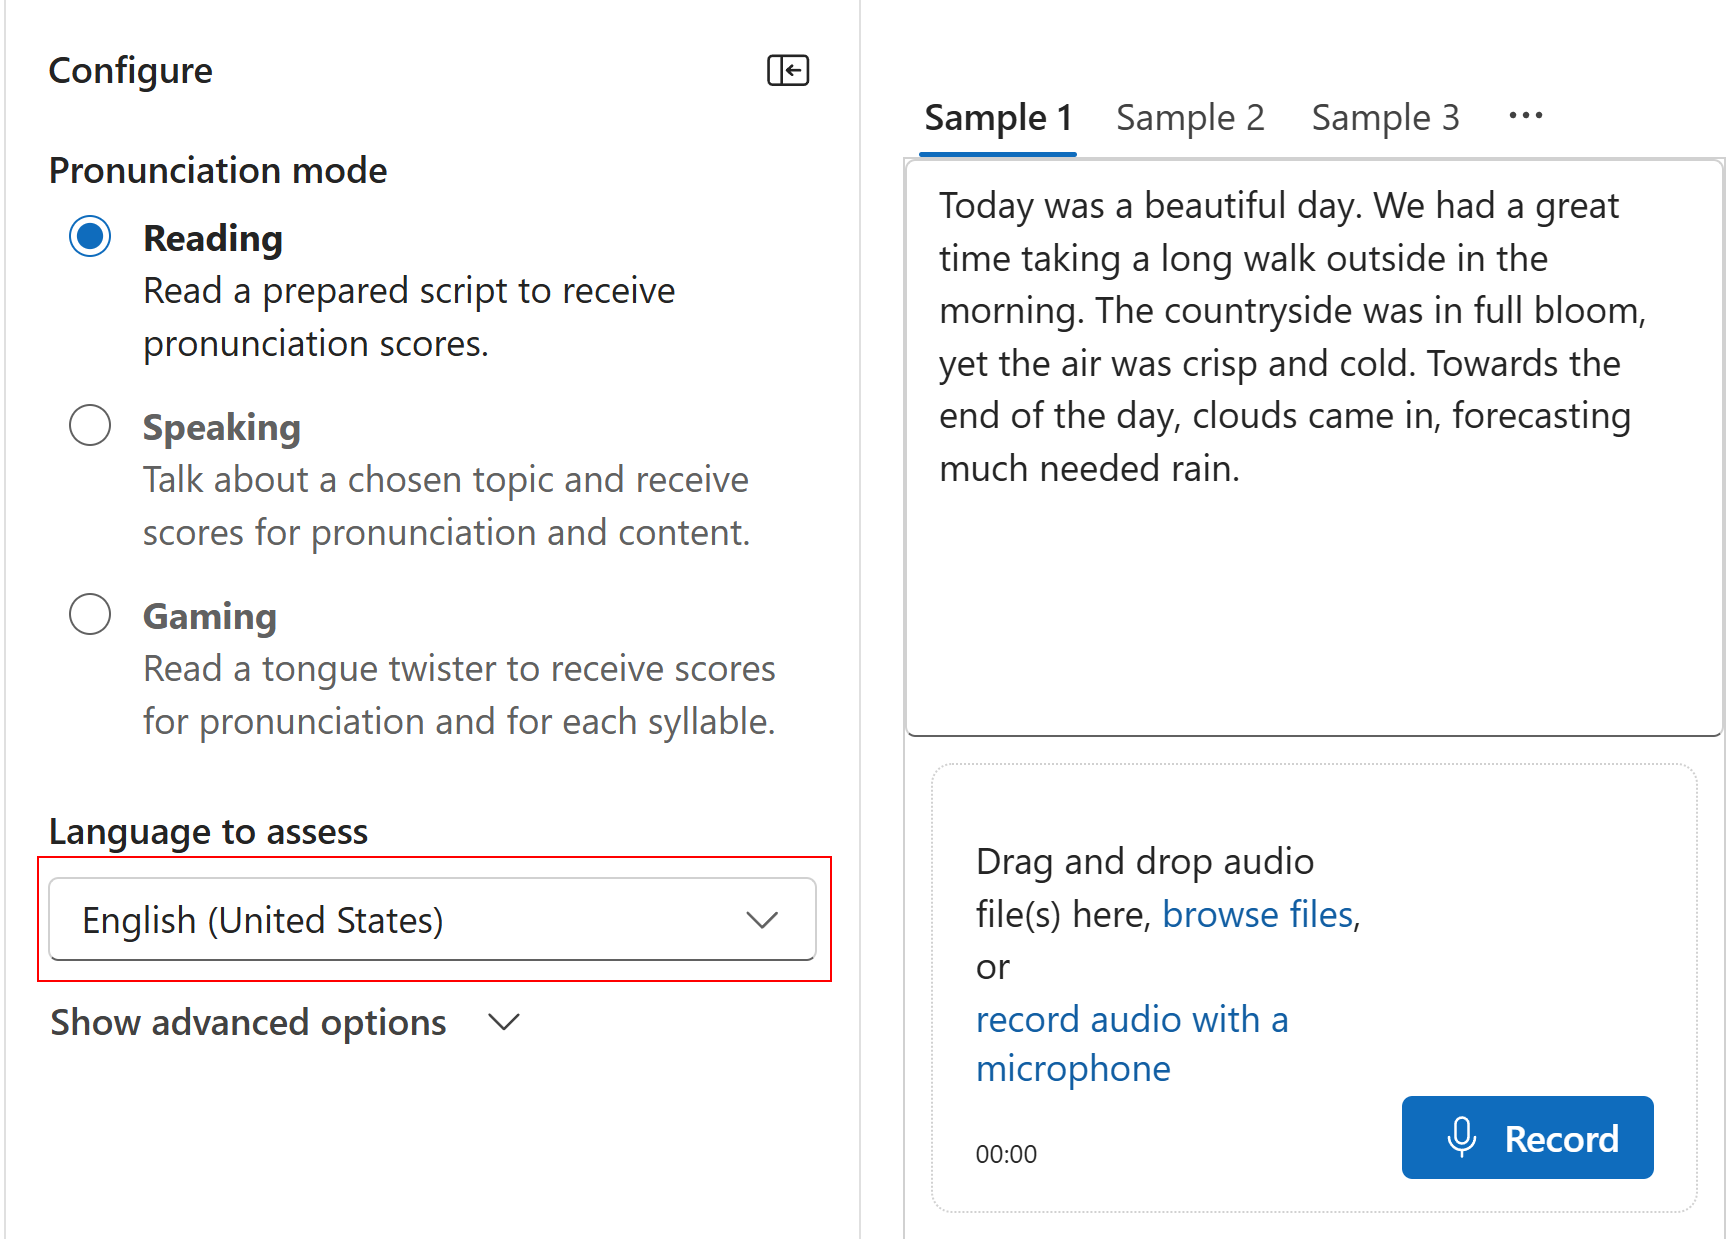 Configure
Pronunciation mode
Reading
Read a prepared script to receive
pronunciation scores.
Speaking
Talk about a chosen topic and receive
scores for pronunciation and content.
Gaming
Read a tongue twister to receive scores
for pronunciation and for each syllable.
Language to assess
English (United States)
Show advanced options
Sample 1 Sample 2 Sample 3 ...
Today was a beautiful day. We had a great
time taking a long walk outside in the
morning. The countryside was in full bloom,
yet the air was crisp and cold. Towards the
end of the day, clouds came in, forecasting
much needed rain.
Drag and drop audio
file(s) here, browse files,
or
record audio with a
microphone
00:00
Record